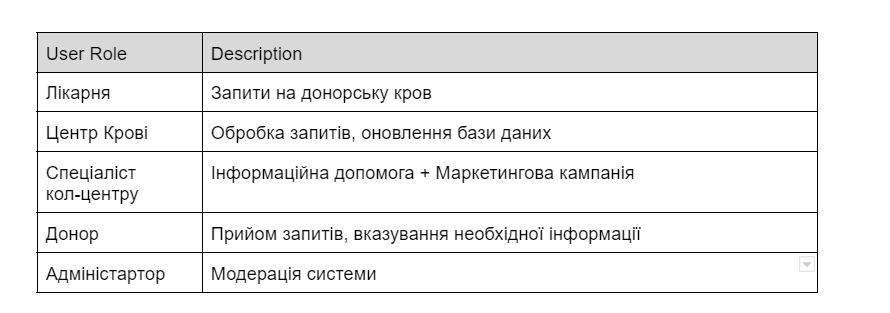 User Role Description
Лікарня Запити на донорську кров
Центр Крові Обробка запитів, оновлення бази даних
Спеціаліст Інформаційна допомога + Маркетингова кампанія
кол-центру
Донор Прийом запитів, вказування необхідної інформації
Адміністартор Модерація системи